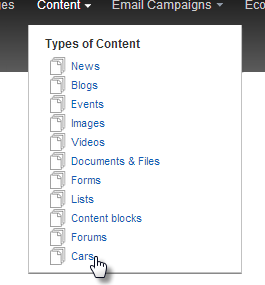 Content Email Campaigns
Types of Content
News
Blogs
Events
Images
Videos
Documents & Files
Forms
Lists
Content blocks
Forums
Cars